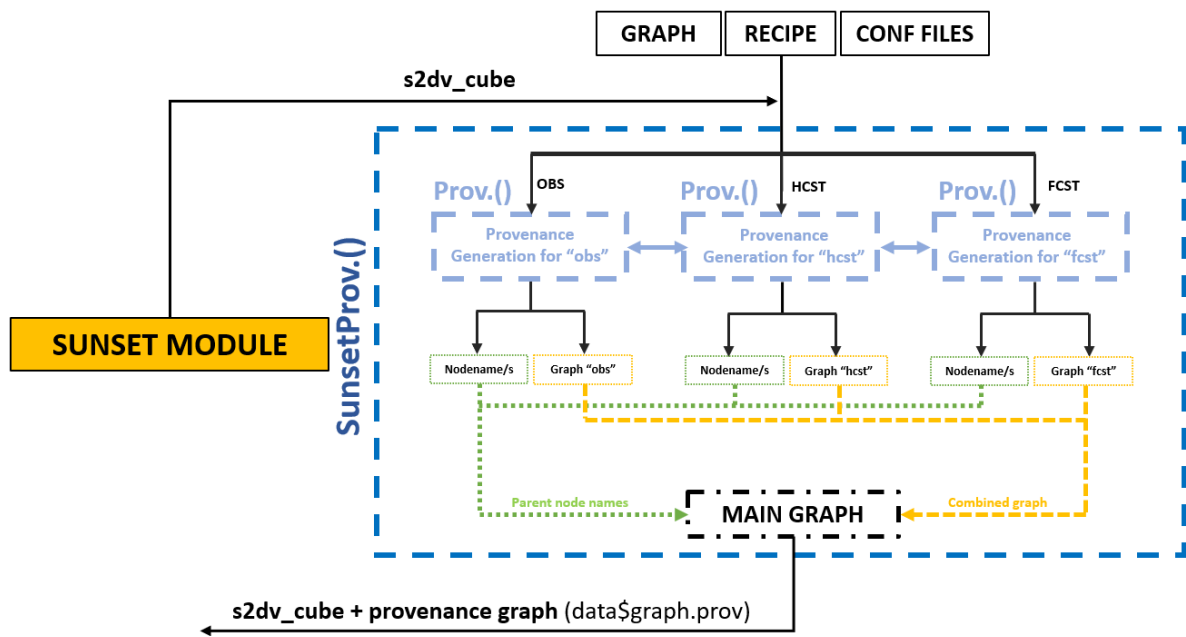 GRAPH
RECIPE
CONF FILES
s2dv_cube
SunsetProv.()
Prov.()
OBS
Prov.()
HCST
Prov.()
FCST
Provenance
Generation for “obs”
Provenance
Generation for “hcst”
Provenance
Generation for “fcst”
SUNSET MODULE
Nodename/s
Graph “obs”
Nodename/s
Graph “hcst”
Nodename/s
Graph “fcst”
Parent node names
MAIN GRAPH
Combined graph
s2dv_cube + provenance graph (data$graph.prov)